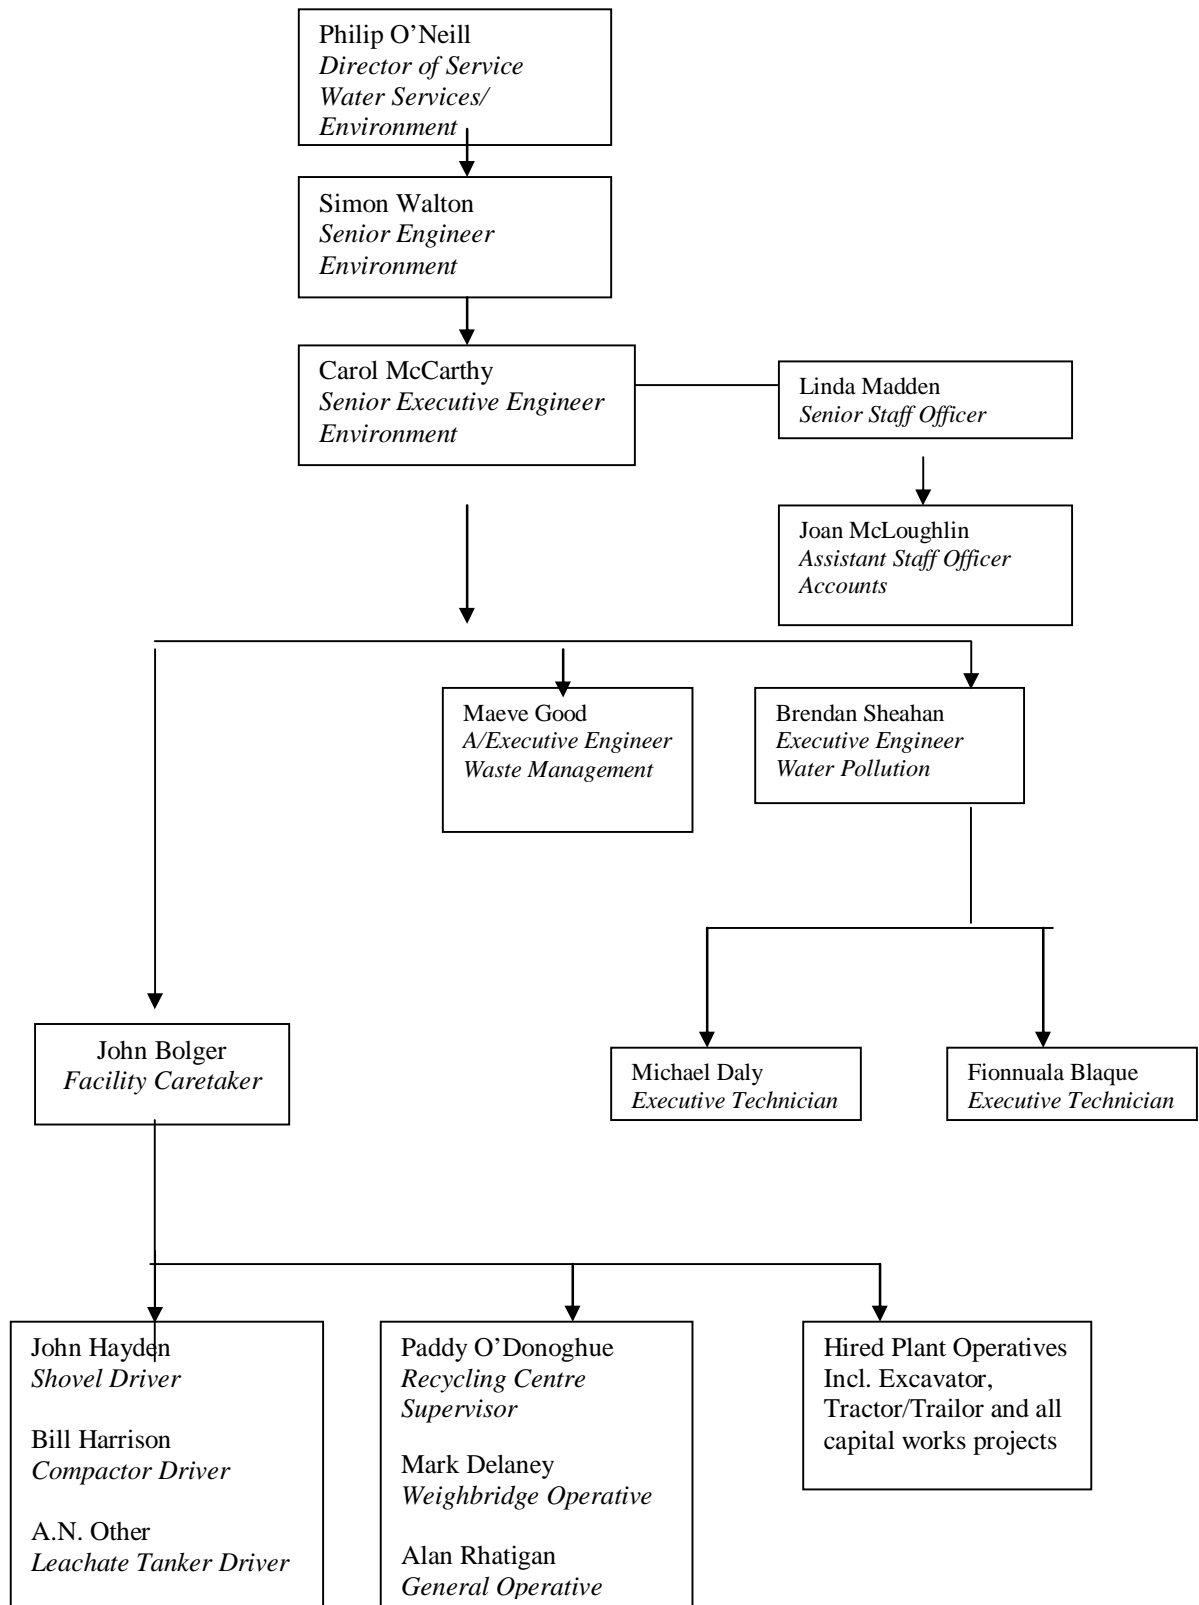 Philip O’Neill
Director of Service
Water Services/
Environment
Simon Walton
Senior Engineer
Environment
Carol McCarthy
Senior Executive Engineer
Environment
Linda Madden
Senior Staff Officer
Joan McLoughlin
Assistant Staff Officer
Accounts
Maeve Good
A/Executive Engineer
Waste Management
Brendan Sheahan
Executive Engineer
Water Pollution
John Bolger
Facility Caretaker
Michael Daly
Executive Technician
Fionnuala Blaque
Executive Technician
John Hayden
Shovel Driver
Bill Harrison
Compactor Driver
A.N. Other
Leachate Tanker Driver
Paddy O’Donoghue
Recycling Centre
Supervisor
Mark Delaney
Weighbridge Operative
Alan Rhatigan
General Operative
Hired Plant Operatives
Incl. Excavator,
Tractor/Trailor and all
capital works projects